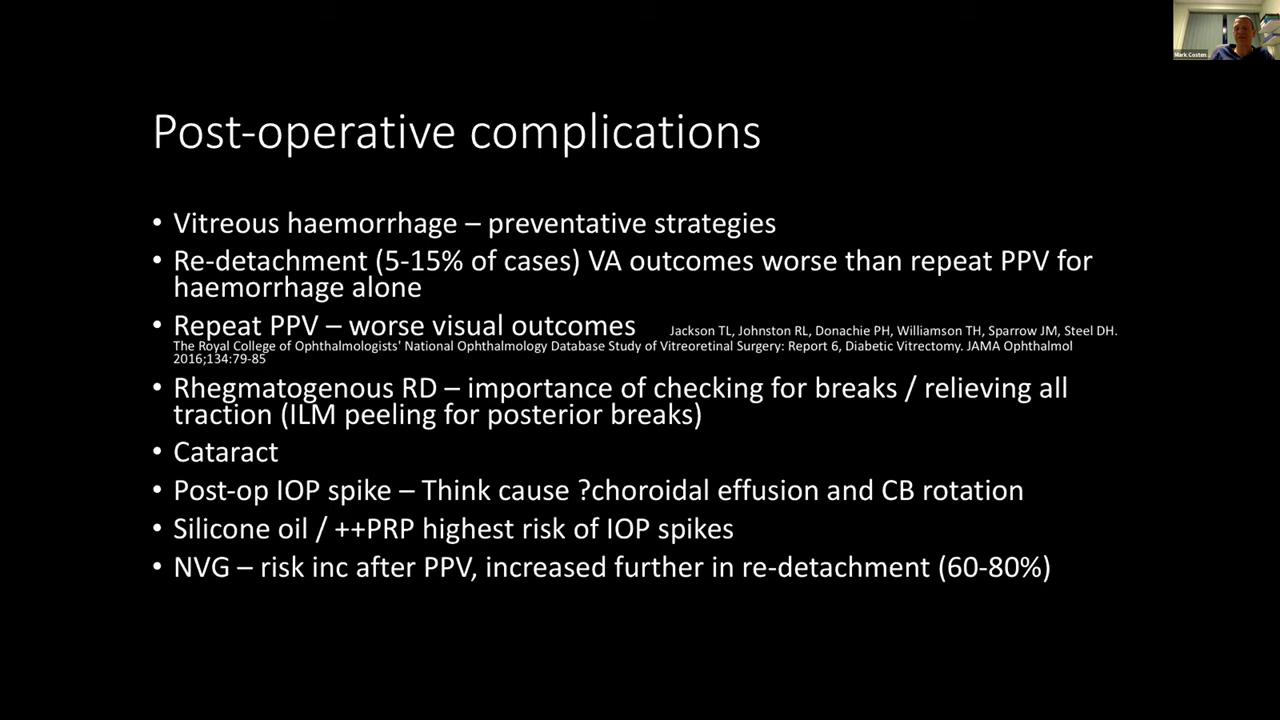 Mark Costen
Post-operative complications
• Vitreous haemorrhage – preventative strategies
• Re-detachment (5-15% of cases) VA outcomes worse than repeat PPV for
haemorrhage alone
• Repeat PPV – worse visual outcomes Jackson TL, Johnston RL, Donachie PH, Williamson TH, Sparrow JM, Steel DH.
The Royal College of Ophthalmologists' National Ophthalmology Database Study of Vitreoretinal Surgery: Report 6, Diabetic Vitrectomy. JAMA Ophthalmol
2016;134:79-85
• Rhegmatogenous RD – importance of checking for breaks / relieving all
traction (ILM peeling for posterior breaks)
• Cataract
• Post-op IOP spike – Think cause ?choroidal effusion and CB rotation
• Silicone oil / ++PRP highest risk of IOP spikes
• NVG – risk inc after PPV, increased further in re-detachment (60-80%)